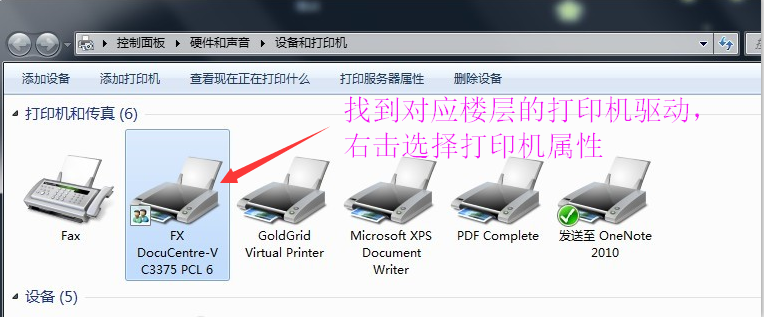 控制面板 硬件和声音 设备和打印机
添加设备 添加打印机 查看现在正在打印什么 打印服务器属性 删除设备
打印机和传真 (6)
找到对应楼层的打印机驱动，
右击选择打印机属性
Fax
FX
DocuCentre-V
C3375 PCL 6
GoldGrid
Virtual Printer
Microsoft XPS
Document
Writer
PDF Complete
发送至 OneNote
2010
设备 (5)